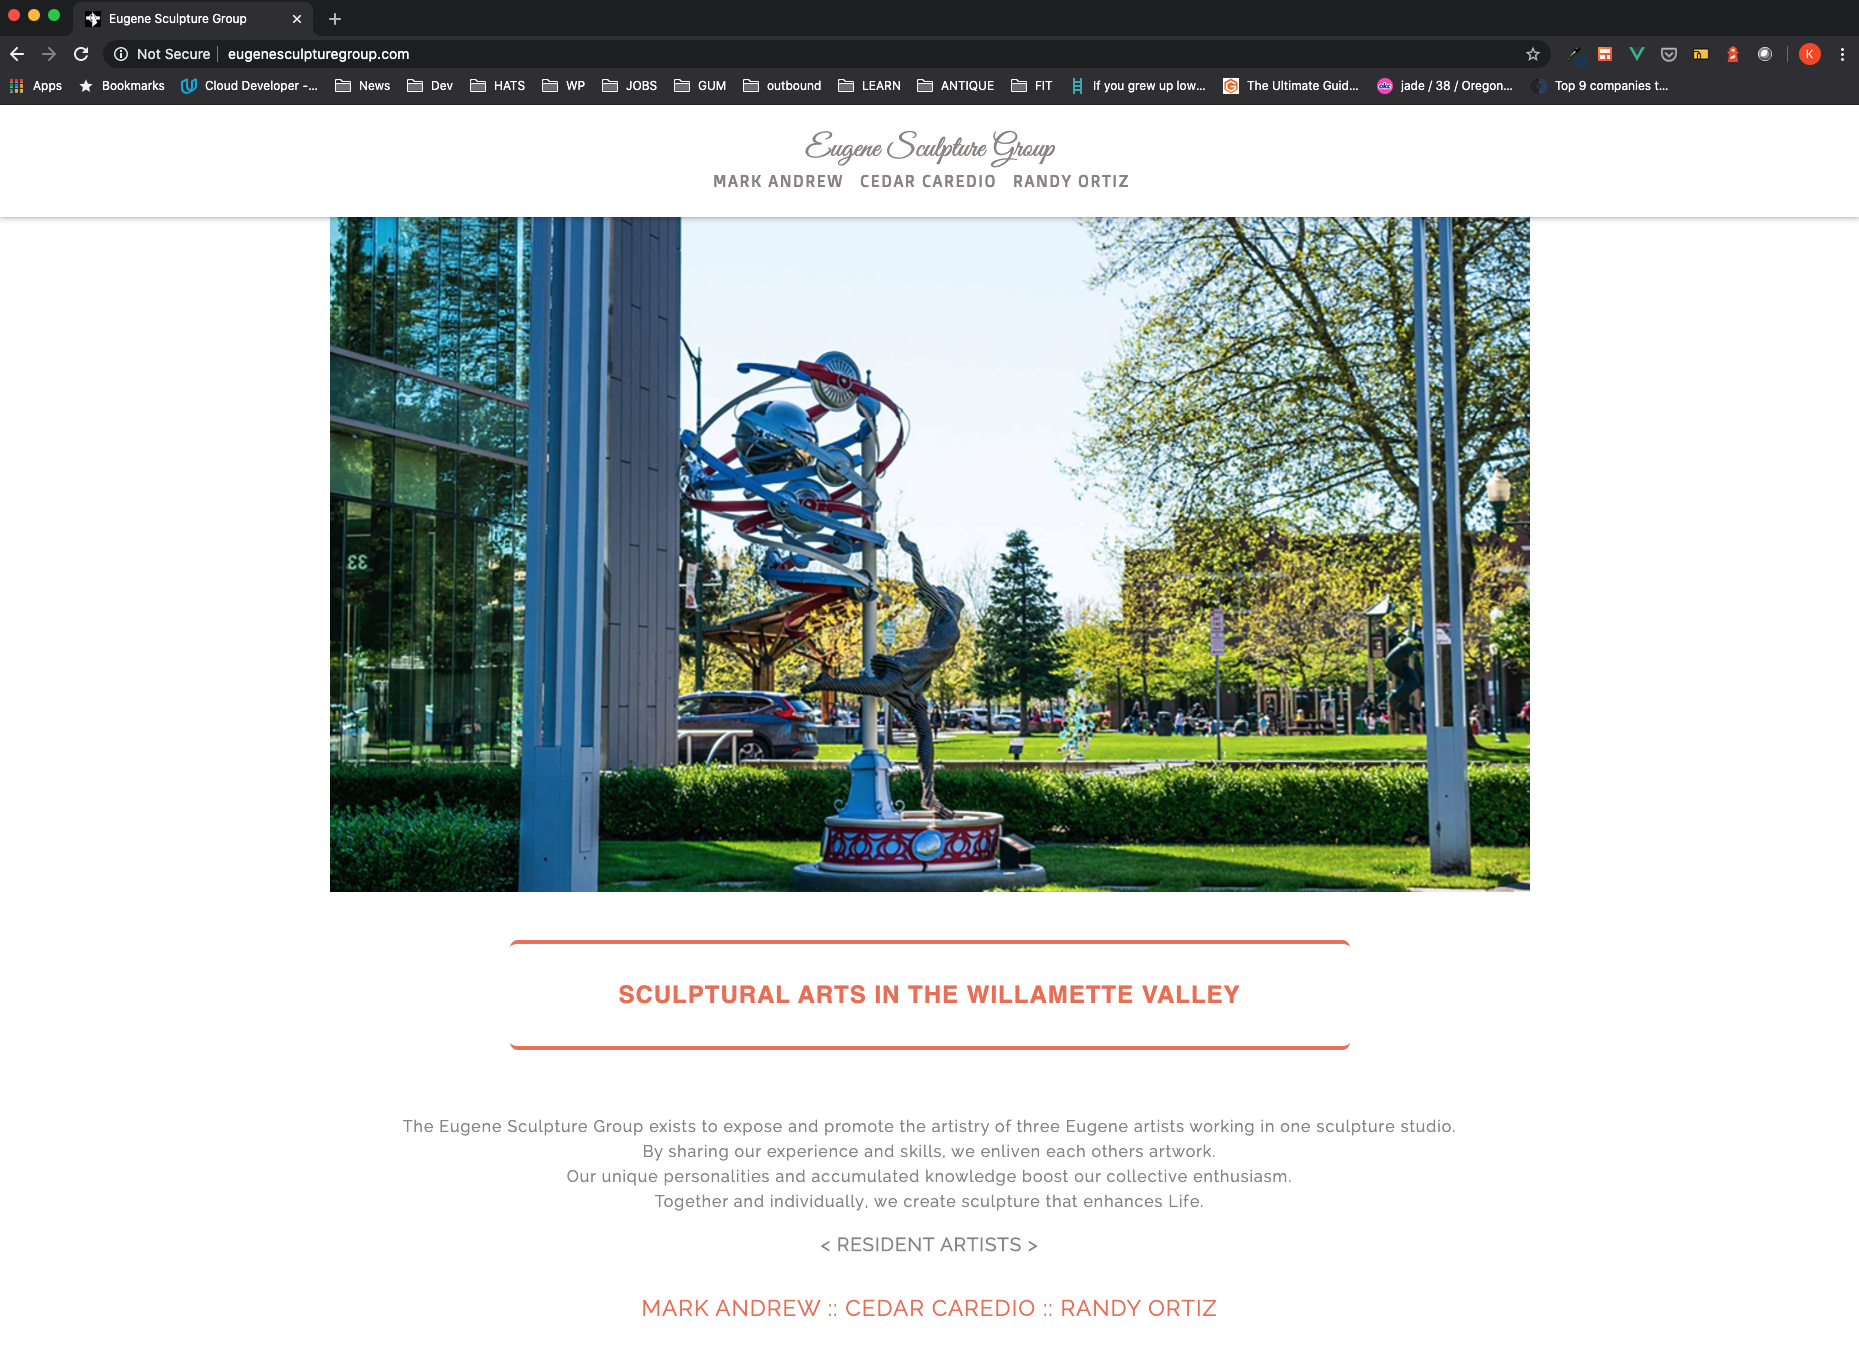 Eugene Sculpture Group
Not Secure eugenesculpturegroup.com K
Apps Bookmarks Cloud Developer -... News Dev HATS WP JOBS GUM outbound LEARN ANTIQUE FIT If you grew up low... The Ultimate Guid... okc jade / 38 / Oregon... Top 9 companies t...
Eugene Sculpture Group
MARK ANDREW CEDAR CAREDIO RANDY ORTIZ
33
SCULPTURAL ARTS IN THE WILLAMETTE VALLEY
The Eugene Sculpture Group exists to expose and promote the artistry of three Eugene artists working in one sculpture studio.
By sharing our experience and skills, we enliven each others artwork.
Our unique personalities and accumulated knowledge boost our collective enthusiasm.
Together and individually, we create sculpture that enhances Life.
< RESIDENT ARTISTS >
MARK ANDREW :: CEDAR CAREDIO :: RANDY ORTIZ